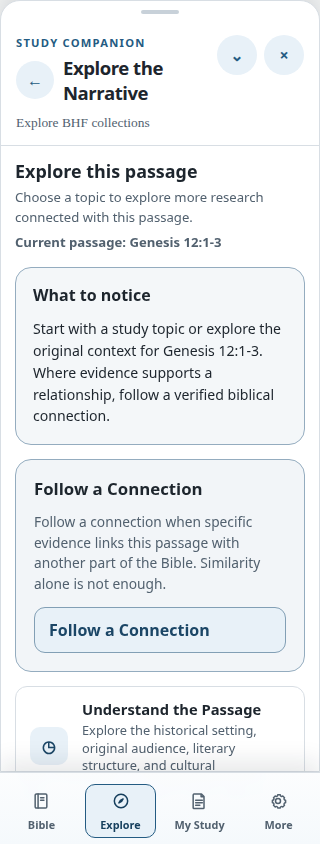 STUDY COMPANION
Explore the
Narrative
Explore BHF collections
Explore this passage
Choose a topic to explore more research
connected with this passage.
Current passage: Genesis 12:1-3
What to notice
Start with a study topic or explore the
original context for Genesis 12:1-3.
Where evidence supports a
relationship, follow a verified biblical
connection.
Follow a Connection
Follow a connection when specific
evidence links this passage with
another part of the Bible. Similarity
alone is not enough.
Follow a Connection
Understand the Passage
Explore the historical setting,
original audience, literary
structure, and cultural
Bible
Explore
My Study
More